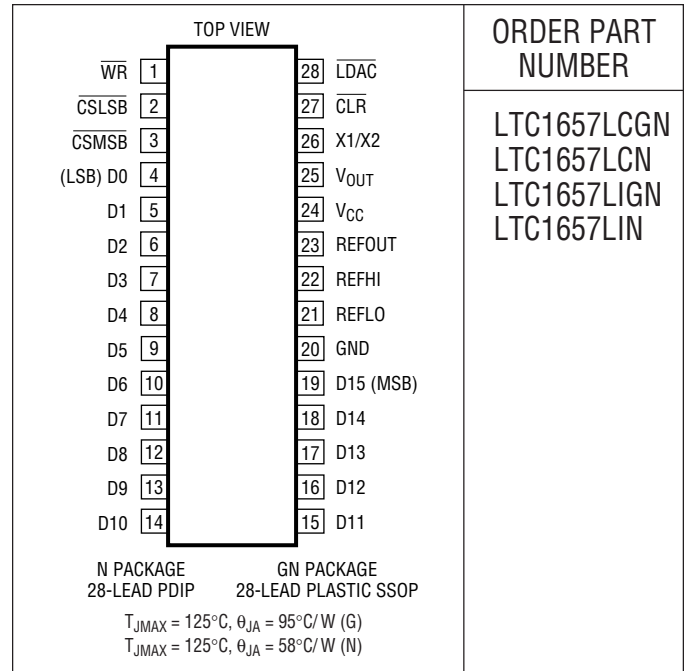 TOP VIEW
WR 1 28 LDAC
CSLSB 2 27 CLR
CSMSB 3 26 X1/X2
(LSB) D0 4 25 VOUT
D1 5 24 VCC
D2 6 23 REFOUT
D3 7 22 REFHI
D4 8 21 REFLO
D5 9 20 GND
D6 10 19 D15 (MSB)
D7 11 18 D14
D8 12 17 D13
D9 13 16 D12
D10 14 15 D11
N PACKAGE
28-LEAD PDIP
GN PACKAGE
28-LEAD PLASTIC SSOP
TJMAX = 125°C, θJA = 95°C/W (G)
TJMAX = 125°C, θJA = 58°C/W (N)
ORDER PART
NUMBER
LTC1657LCGN
LTC1657LCN
LTC1657LIGN
LTC1657LIN